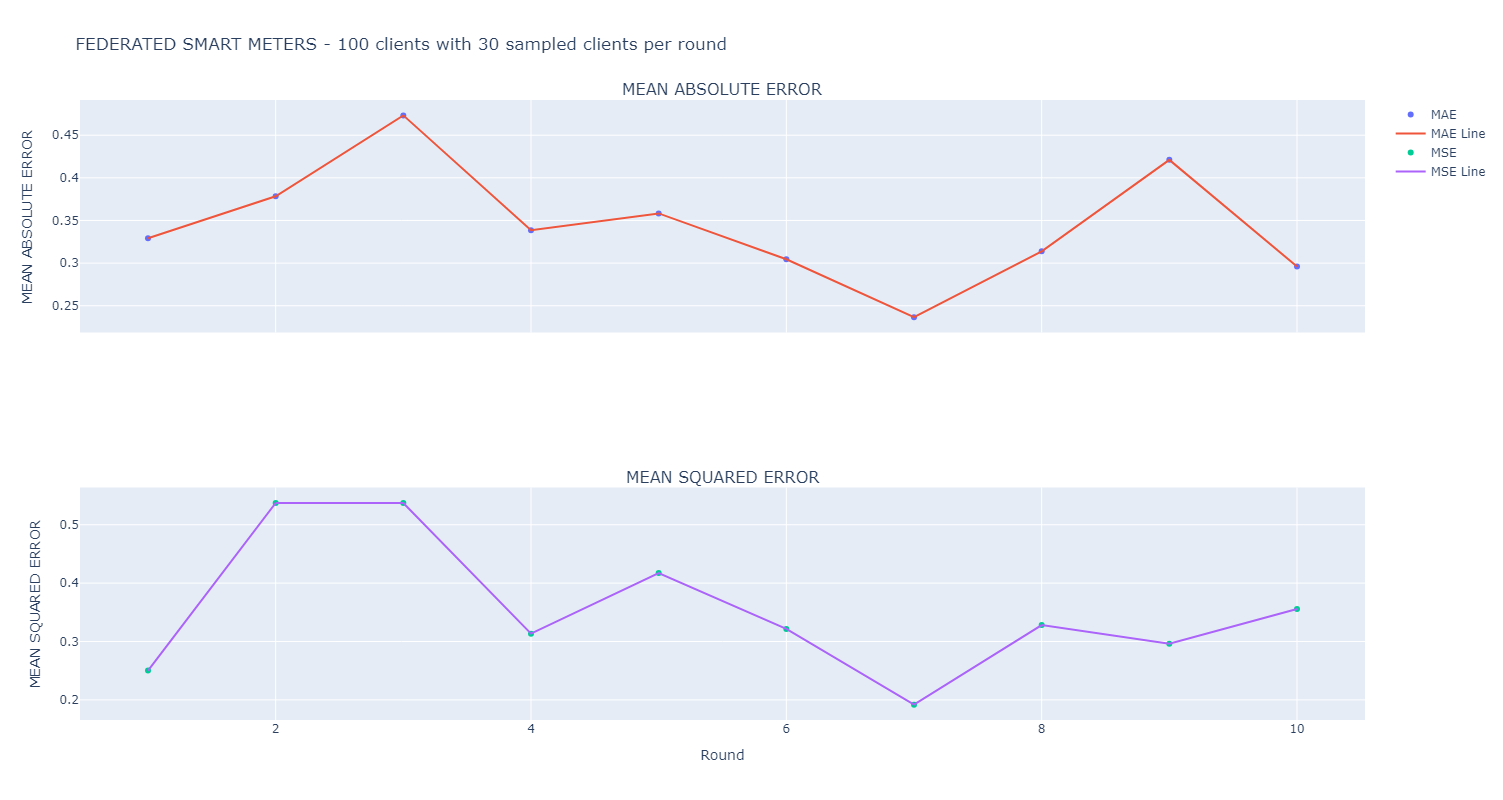 FEDERATED SMART METERS - 100 clients with 30 sampled clients per round
MEAN ABSOLUTE ERROR
MEAN ABSOLUTE ERROR
0.45
0.4
0.35
0.3
0.25
MAE
MAE Line
MSE
MSE Line
MEAN SQUARED ERROR
MEAN SQUARED ERROR
0.5
0.4
0.3
0.2
2 4 6 8 10
Round